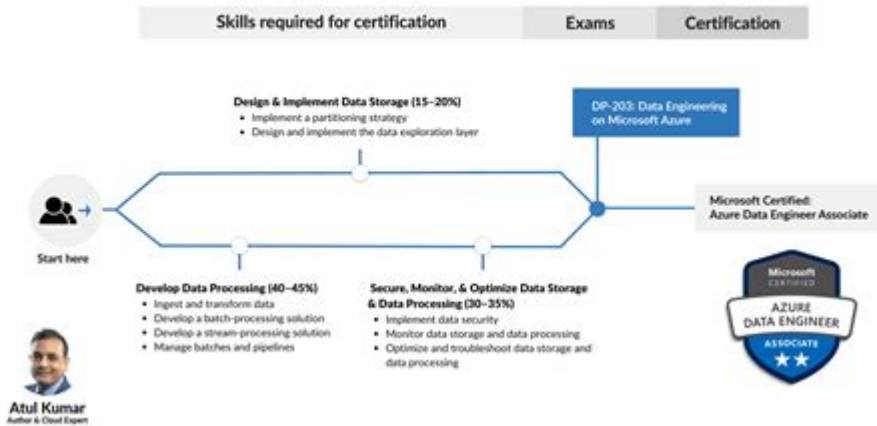 Skills required for certification
Exams
Certification
Design & Implement Data Storage (15–20%)
• Implement a partitioning strategy
• Design and implement the data exploration layer
DP-203: Data Engineering
on Microsoft Azure
Start here
Microsoft Certified:
Azure Data Engineer Associate
Develop Data Processing (40–45%)
• Ingest and transform data
• Develop a batch-processing solution
• Develop a stream-processing solution
• Manage batches and pipelines
Secure, Monitor, & Optimize Data Storage
& Data Processing (30–35%)
• Implement data security
• Monitor data storage and data processing
• Optimize and troubleshoot data storage and
data processing
Microsoft
CERTIFIED
AZURE
DATA ENGINEER
ASSOCIATE
Atul Kumar
Author & Cloud Expert